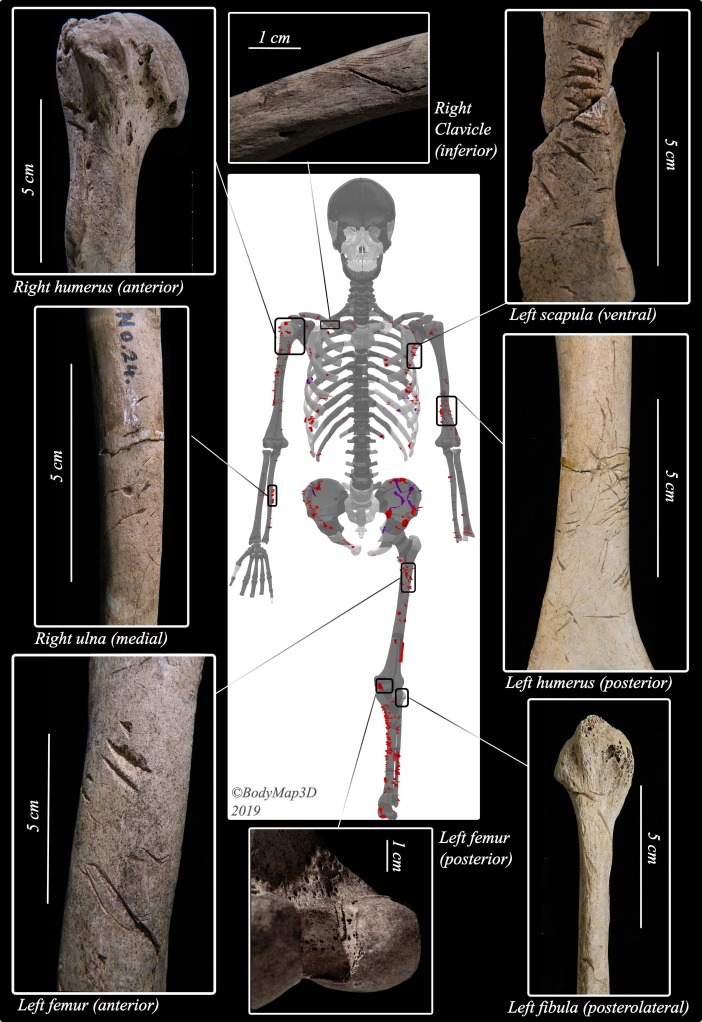 5 cm
Right humerus (anterior)
1 cm
Right
Clavicle
(inferior)
5 cm
Left scapula (ventral)
No.24.
5 cm
Right ulna (medial)
5 cm
Left humerus (posterior)
5 cm
Left femur (anterior)
©BodyMap3D
2019
1 cm
Left femur
(posterior)
5 cm
Left fibula (posterolateral)